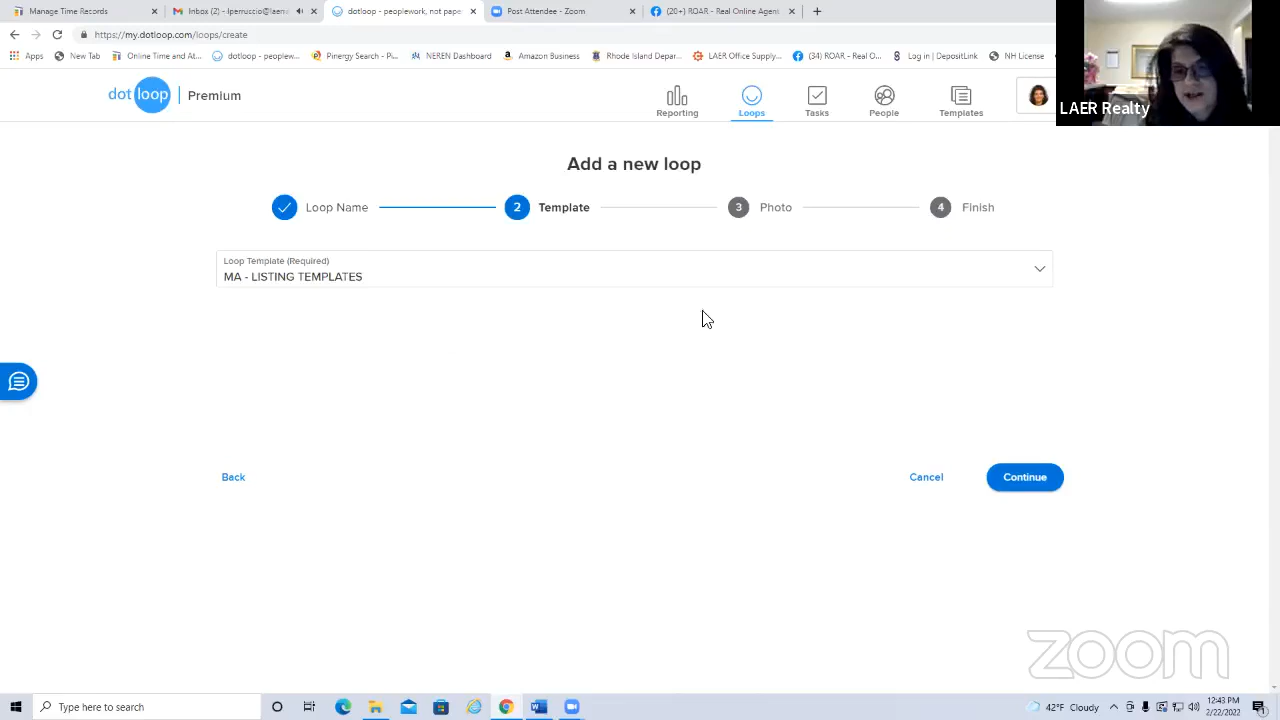 Manage Time Records
Inbox (2) - lpernuccio@laerre
dotloop – peoplework, not pape
Post Attendee - Zoom
(20+) ROAR - Real Online Agent
https://my.dotloop.com/loops/create
Apps
New Tab
Online Time and At...
dotloop - peoplew...
Pinergy Search - Pi...
NEREN Dashboard
Amazon Business
Rhode Island Depar...
LAER Office Supply...
(34) ROAR - Real O...
Log in | DepositLink
NH License
LAER Realty
dot loop Premium
Reporting
Loops
Tasks
People
Templates
Add a new loop
Loop Name
2 Template
3 Photo
4 Finish
Loop Template (Required)
MA - LISTING TEMPLATES
Back
Cancel
Continue
zoom
Type here to search
42°F Cloudy
12:43 PM
2/22/2022